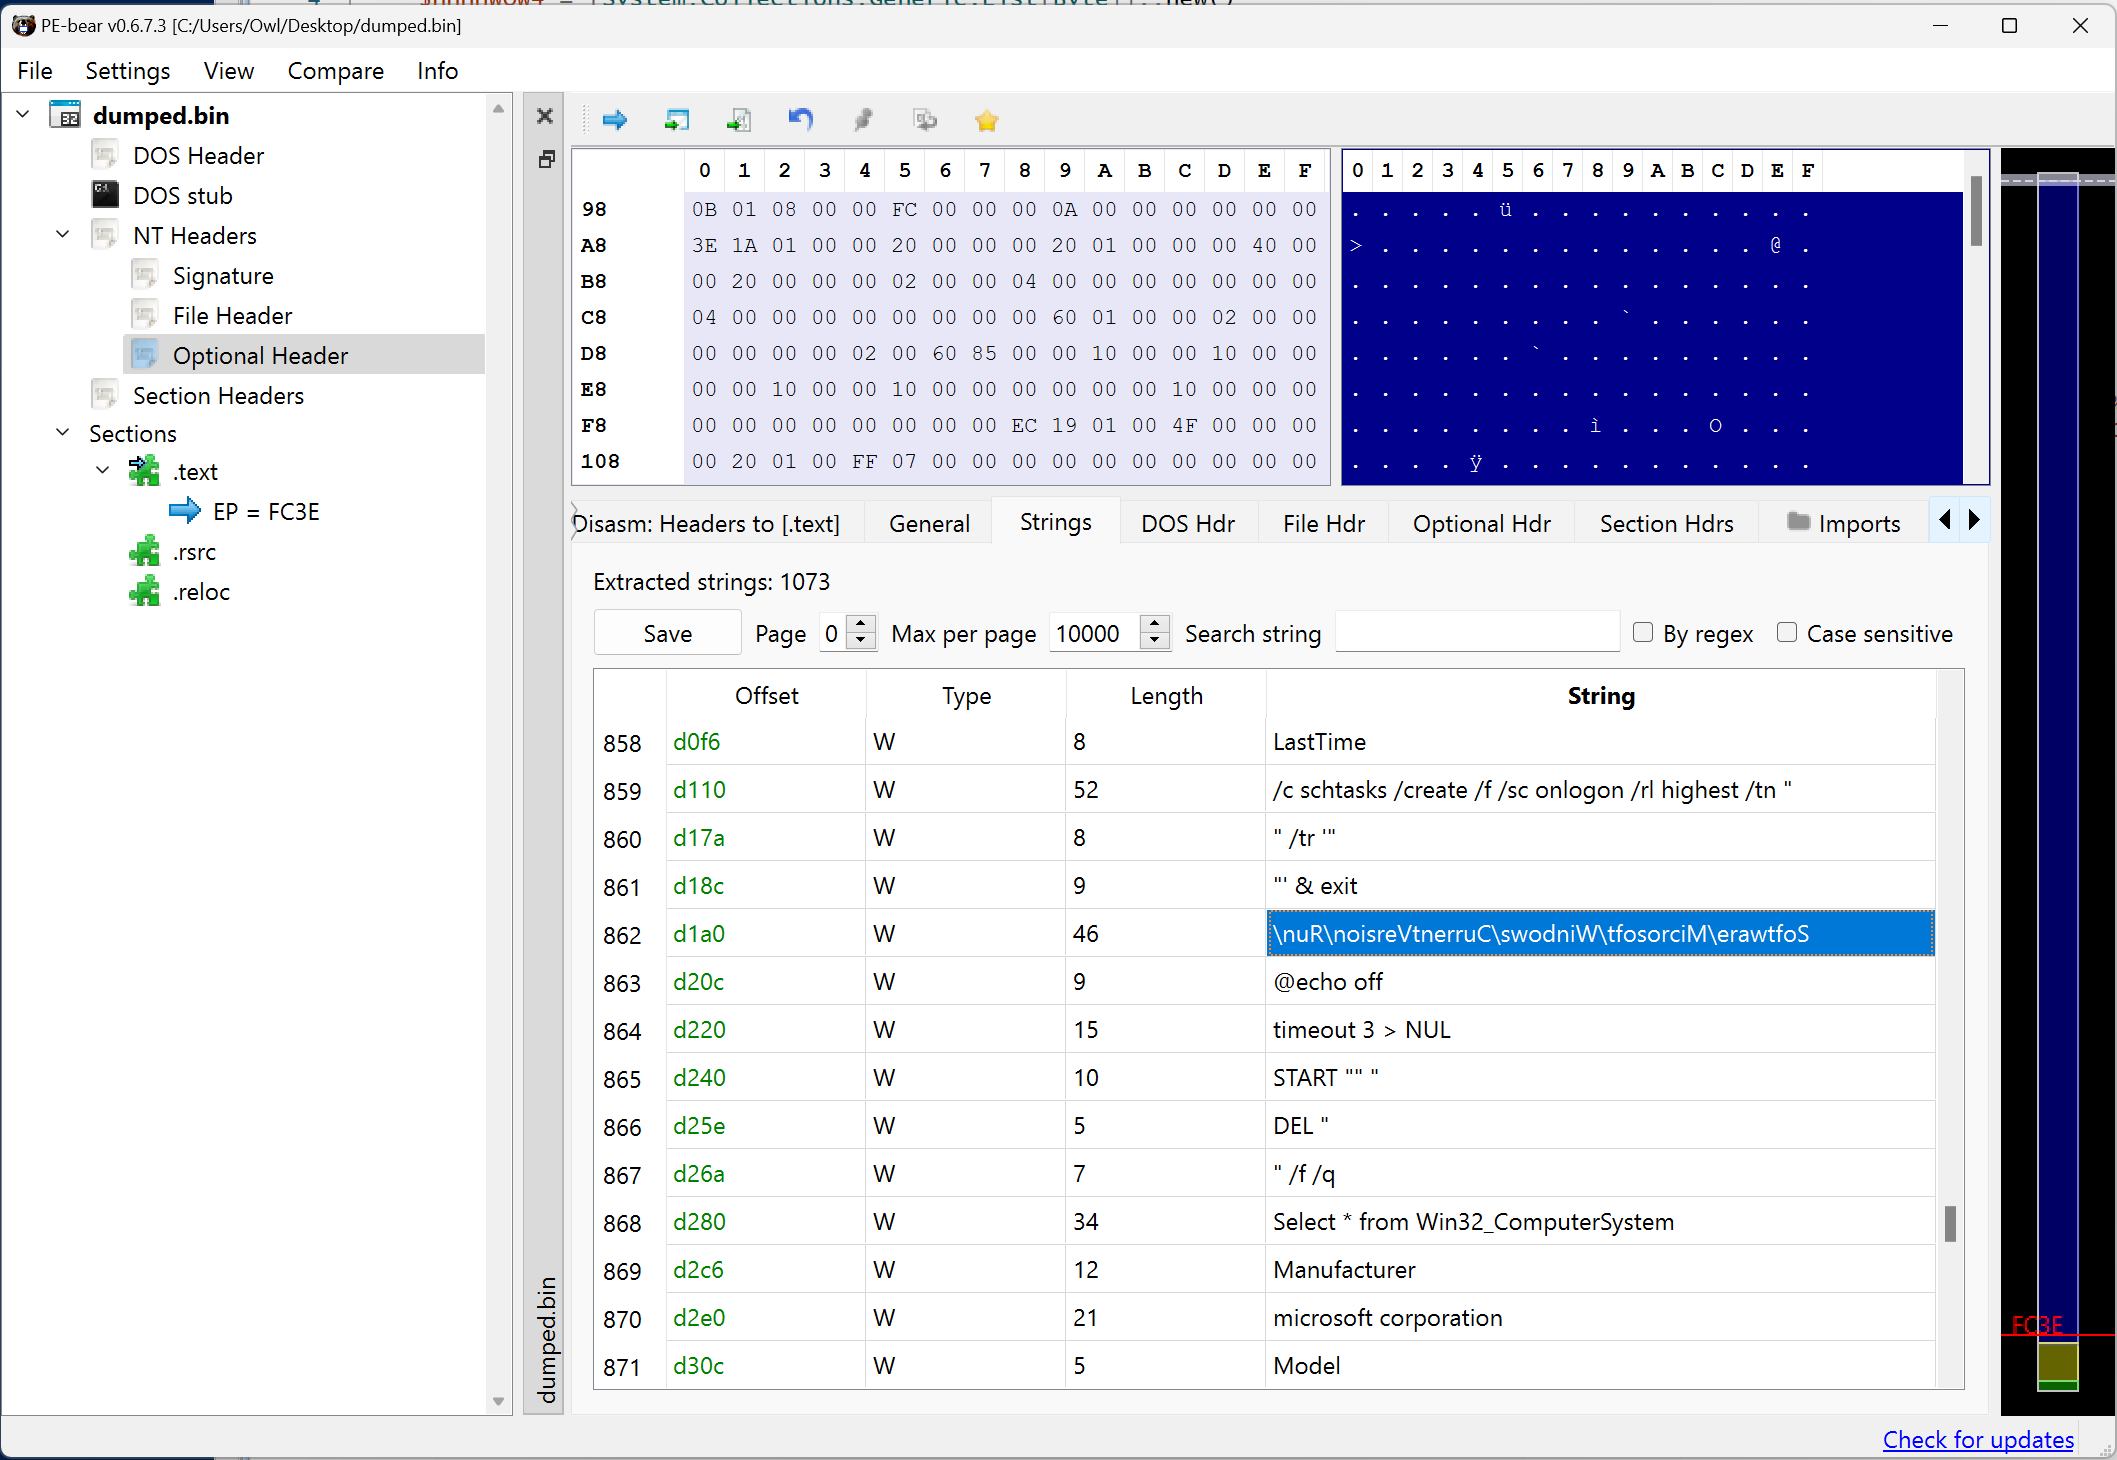 PE-bear v0.6.7.3 [C:/Users/Owl/Desktop/dumped.bin]
File Settings View Compare Info
dumped.bin
DOS Header
DOS stub
NT Headers
Signature
File Header
Optional Header
Section Headers
Sections
.text
EP = FC3E
.rsrc
.reloc
dumped.bin
0 1 2 3 4 5 6 7 8 9 A B C D E F
98 0B 01 08 00 00 FC 00 00 00 0A 00 00 00 00 00 00
A8 3E 1A 01 00 00 20 00 00 00 20 01 00 00 00 40 00
B8 00 20 00 00 00 02 00 00 04 00 00 00 00 00 00 00
C8 04 00 00 00 00 00 00 00 00 60 01 00 00 02 00 00
D8 00 00 00 00 02 00 60 85 00 00 10 00 00 10 00 00
E8 00 00 10 00 00 10 00 00 00 00 00 00 10 00 00 00
F8 00 00 00 00 00 00 00 00 EC 19 01 00 4F 00 00 00
108 00 20 01 00 FF 07 00 00 00 00 00 00 00 00 00 00
0 1 2 3 4 5 6 7 8 9 A B C D E F
. . . . . ü . . . . . . . . . .
> . . . . . . . . . . . . . @ .
. . . . . . . . . . . . . . . .
. . . . . . . . . ` . . . . . .
. . . . . . ` . . . . . . . . .
. . . . . . . . . . . . . . . .
. . . . . . . . ì . . . O . . .
. . . . ÿ . . . . . . . . . . .
Disasm: Headers to [.text] General Strings DOS Hdr File Hdr Optional Hdr Section Hdrs Imports
Extracted strings: 1073
Save Page 0 Max per page 10000 Search string By regex Case sensitive
Offset Type Length String
858 d0f6 W 8 LastTime
859 d110 W 52 /c schtasks /create /f /sc onlogon /rl highest /tn "
860 d17a W 8 " /tr '"
861 d18c W 9 "' & exit
862 d1a0 W 46 \nuR\noisreVtnerruC\swodniW\tfosorciM\erawtfoS
863 d20c W 9 @echo off
864 d220 W 15 timeout 3 > NUL
865 d240 W 10 START "" "
866 d25e W 5 DEL "
867 d26a W 7 " /f /q
868 d280 W 34 Select * from Win32_ComputerSystem
869 d2c6 W 12 Manufacturer
870 d2e0 W 21 microsoft corporation
871 d30c W 5 Model
FC3E
Check for updates